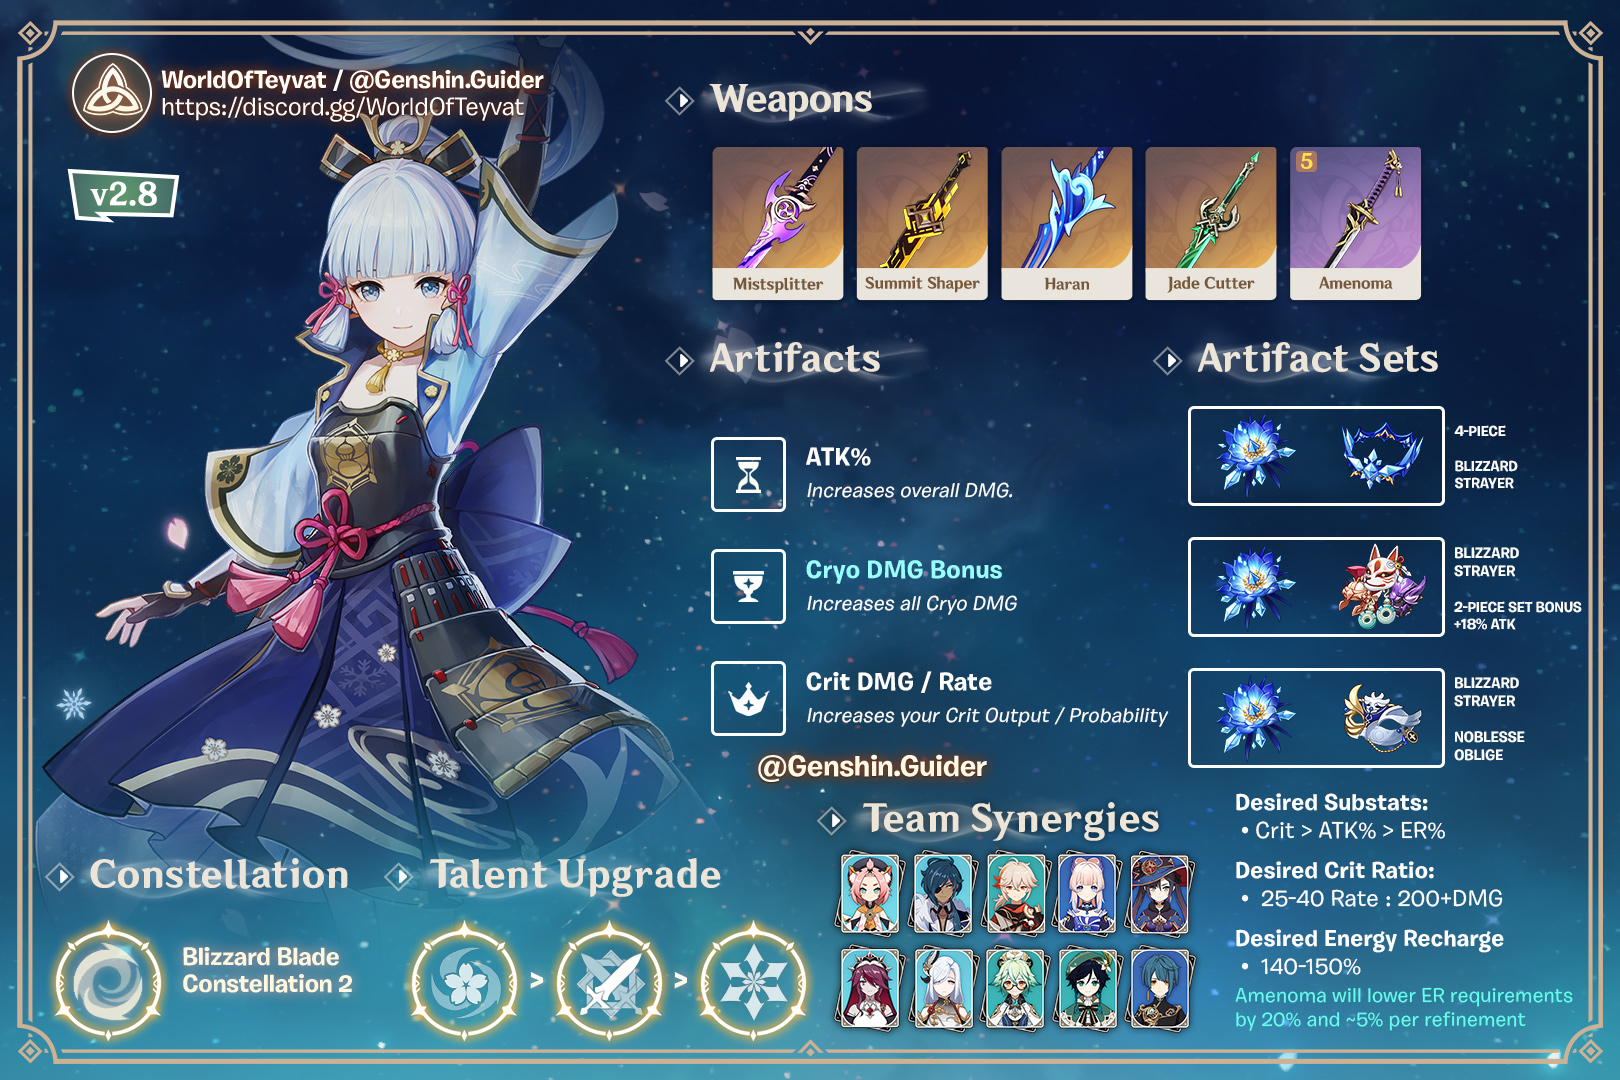 WorldOfTeyvat / @Genshin.Guider
https://discord.gg/WorldOfTeyvat
v2.8
Weapons
5
Mistsplitter
Summit Shaper
Haran
Jade Cutter
Amenoma
Artifacts
ATK%
Increases overall DMG.
Cryo DMG Bonus
Increases all Cryo DMG
Crit DMG / Rate
Increases your Crit Output / Probability
@Genshin.Guider
Artifact Sets
4-PIECE
BLIZZARD
STRAYER
BLIZZARD
STRAYER
2-PIECE SET BONUS
+18% ATK
BLIZZARD
STRAYER
NOBLESSE
OBLIGE
Constellation
Blizzard Blade
Constellation 2
Talent Upgrade
> >
Team Synergies
Desired Substats:
• Crit > ATK% > ER%
Desired Crit Ratio:
• 25-40 Rate : 200+DMG
Desired Energy Recharge
• 140-150%
Amenoma will lower ER requirements
by 20% and ~5% per refinement